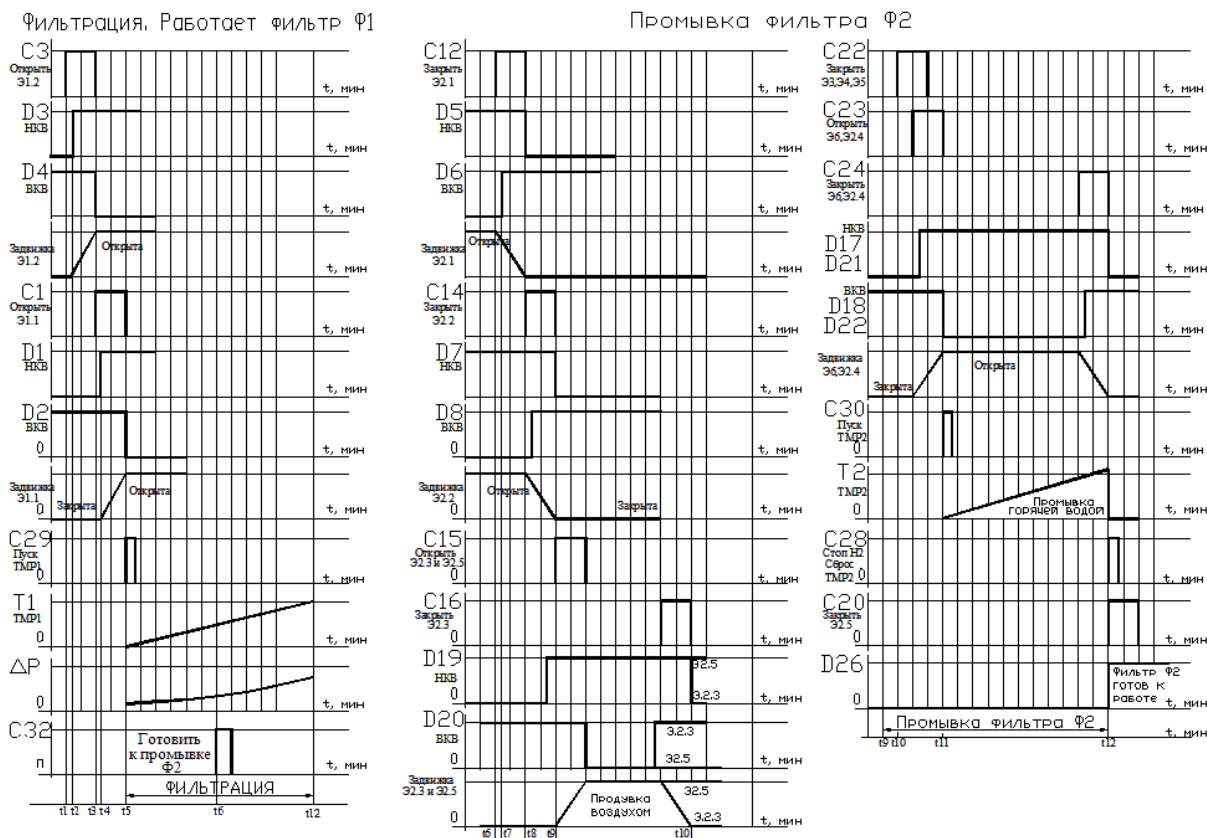 Фильтрация. Работает фильтр Ф1
C3
Открыть
Э1.2
t, мин
D3
НКВ
t, мин
D4
ВКВ
t, мин
Задвижка
Э1.2
Открыта
t, мин
C1
Открыть
Э1.1
t, мин
D1
НКВ
t, мин
D2
ВКВ
0
t, мин
Задвижка
Э1.1
0
Закрыта
Открыта
t, мин
C29
Пуск
ТМР1
0
t, мин
T1
ТМР1
0
t, мин
△P
0
t, мин
C32
п
Готовить
к промывке
Ф2
t, мин
ФИЛЬТРАЦИЯ
t1 t2 t3 t4 t5 t6 t12
Промывка фильтра Ф2
C12
Закрыть
Э2.1
t, мин
D5
НКВ
t, мин
D6
ВКВ
t, мин
Задвижка
Э2.1
Открыта
t, мин
C14
Закрыть
Э2.2
t, мин
D7
НКВ
t, мин
D8
ВКВ
0
t, мин
Задвижка
Э2.2
0
Открыта
Закрыта
t, мин
C15
Открыть
Э2.3 и Э2.5
0
t, мин
C16
Закрыть
Э2.3
0
t, мин
D19
НКВ
0
Э2.5
Э.2.3
t, мин
D20
ВКВ
0
Э.2.3
Э2.5
t, мин
Задвижка
Э2.3 и Э2.5
0
Продувка
воздухом
Э2.5
Э.2.3
t, мин
t6 t7 t8 t9 t10
C22
Закрыть
Э3,Э4,Э5
t, мин
C23
Открыть
Э6,Э2.4
t, мин
C24
Закрыть
Э6,Э2.4
t, мин
НКВ
D17
D21
t, мин
ВКВ
D18
D22
t, мин
Задвижка
Э6,Э2.4
Закрыта
Открыта
t, мин
C30
Пуск
ТМР2
0
t, мин
T2
ТМР2
0
Промывка
горячей водой
t, мин
C28
Стоп Н2
Сброс
ТМР2
0
t, мин
C20
Закрыть
Э2.5
0
t, мин
D26
0
Фильтр Ф2
готов к
работе
t, мин
Промывка фильтра Ф2
t, мин
t9 t10 t11 t12